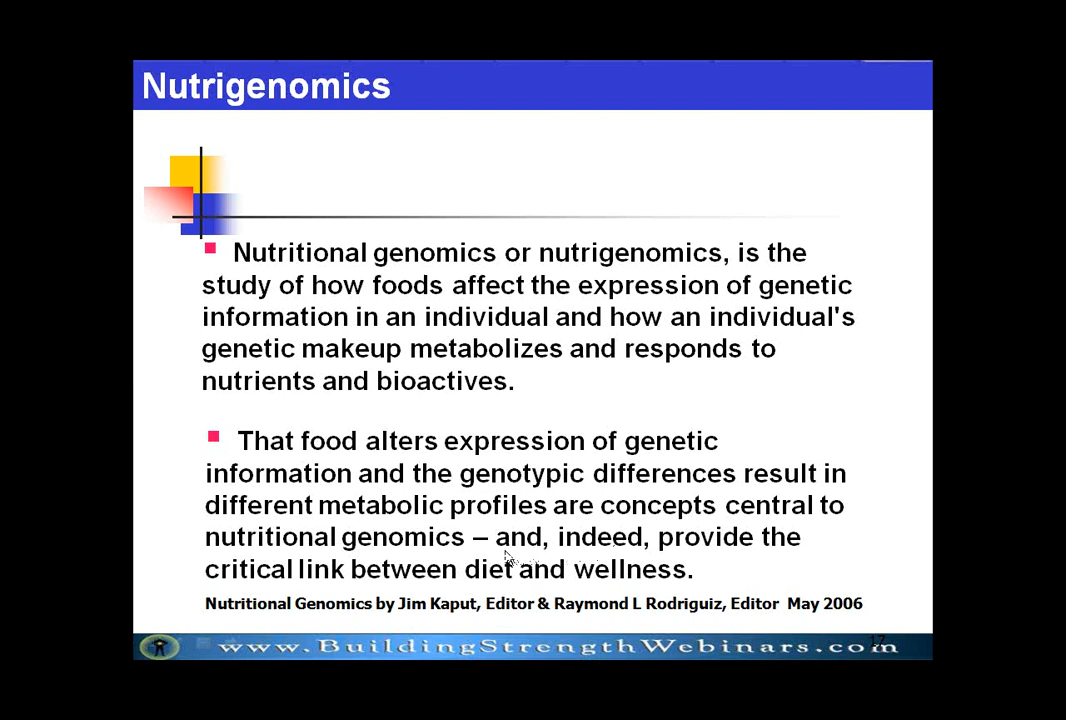 Nutrigenomics
Nutritional genomics or nutrigenomics, is the
study of how foods affect the expression of genetic
information in an individual and how an individual's
genetic makeup metabolizes and responds to
nutrients and bioactives.
That food alters expression of genetic
information and the genotypic differences result in
different metabolic profiles are concepts central to
nutritional genomics – and, indeed, provide the
critical link between diet and wellness.
Nutritional Genomics by Jim Kaput, Editor & Raymond L Rodriguiz, Editor May 2006
17
www.BuildingStrengthWebinars.com